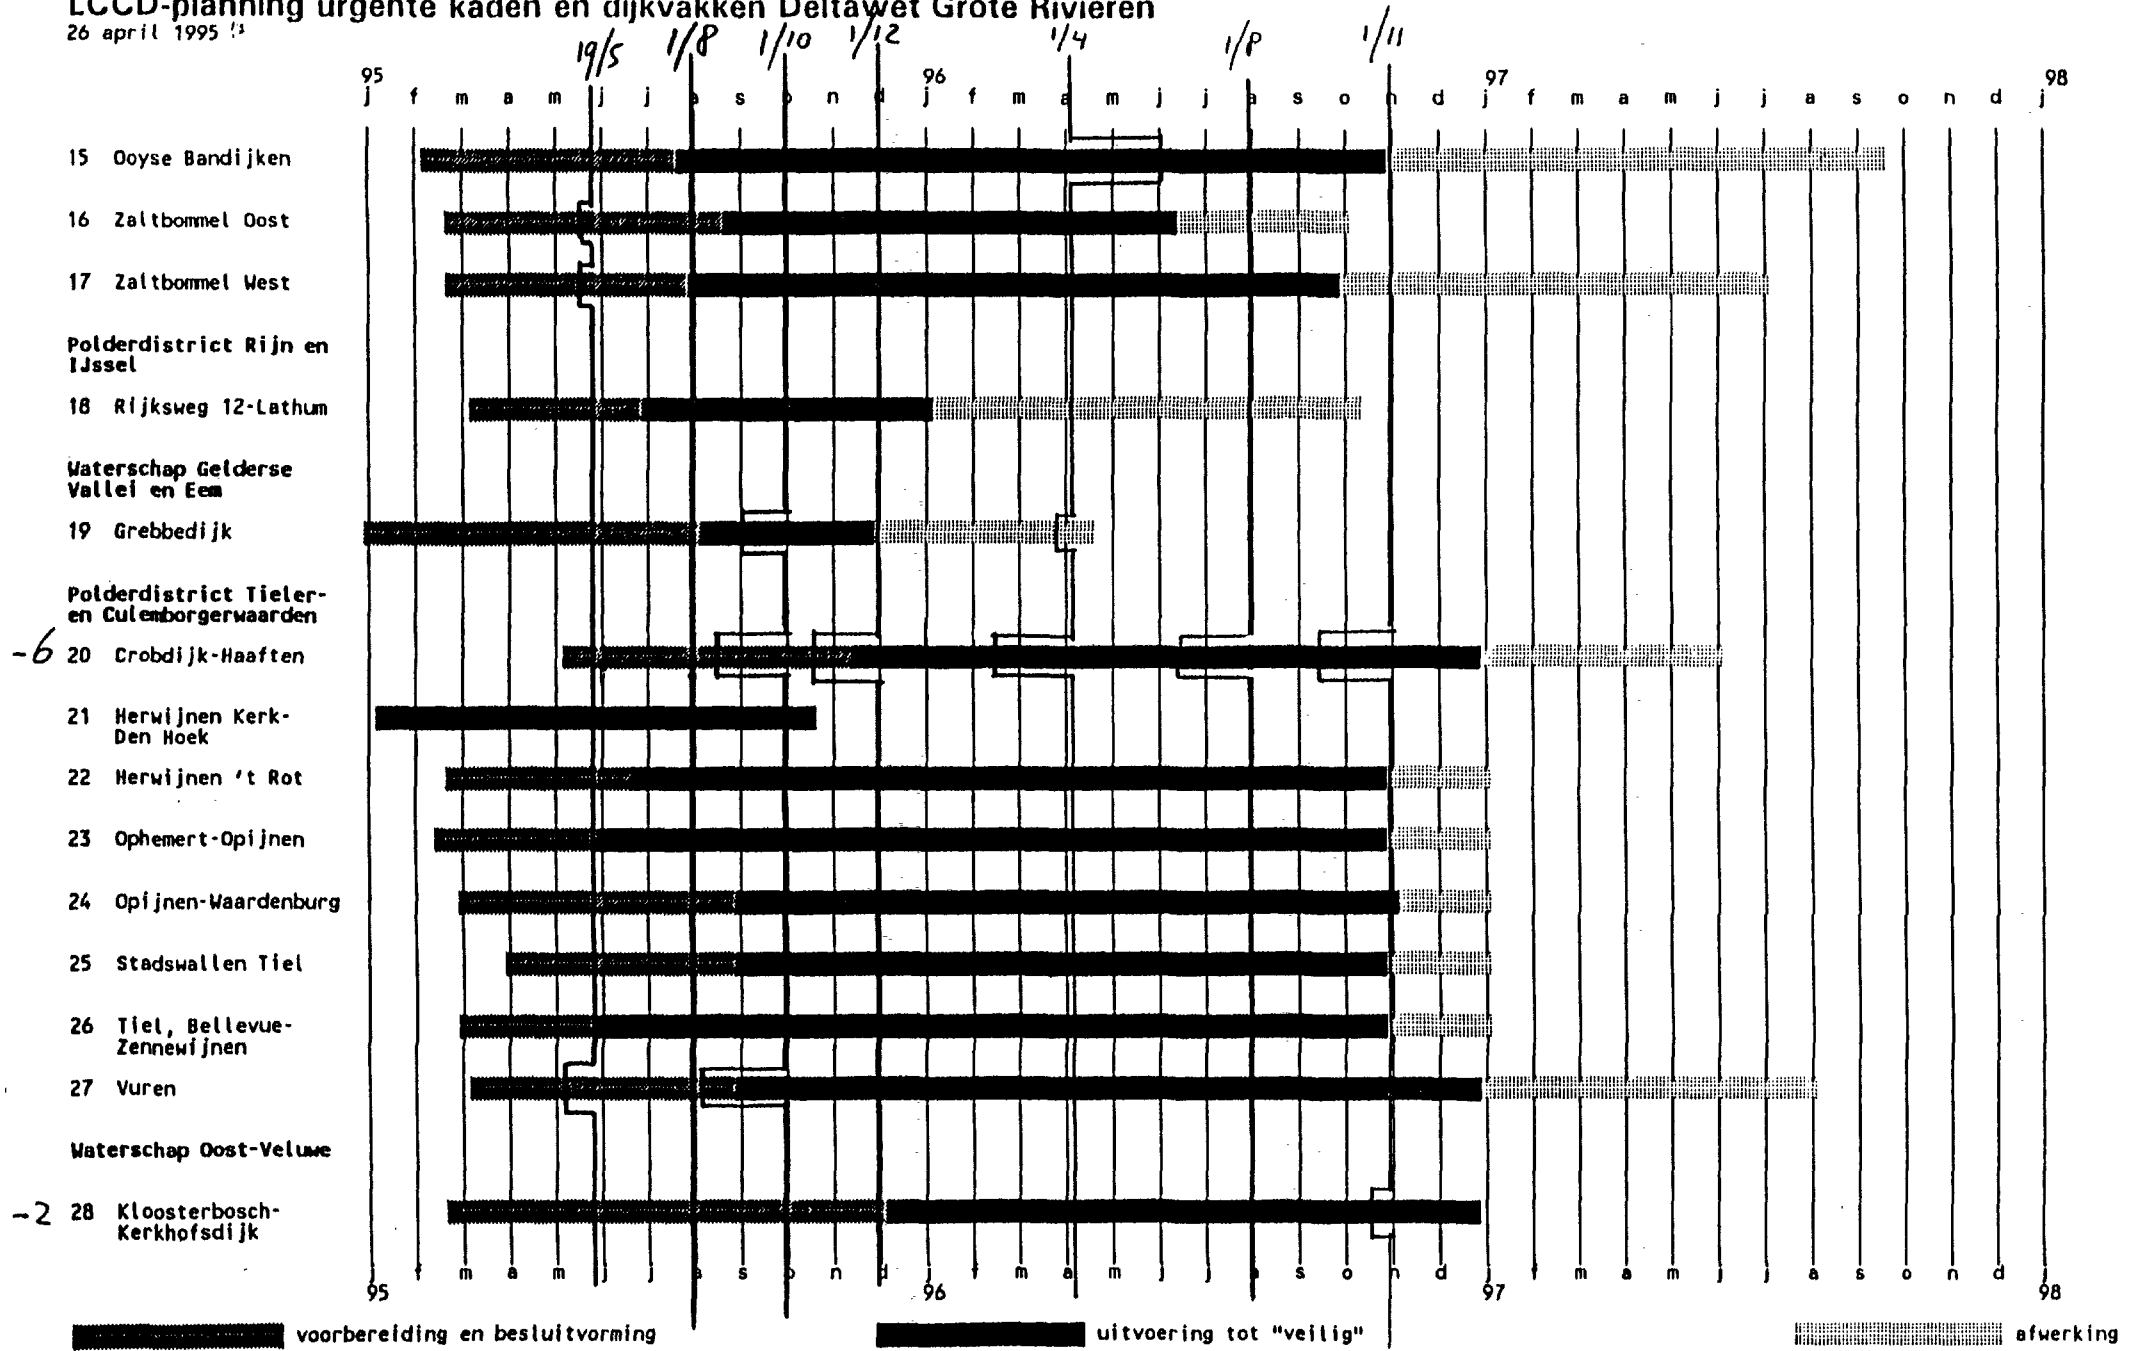 LCCD-planning urgente kaden en dijkvakken Deltawet Grote Rivieren
26 april 1995
19/5 1/8 1/10 1/12 1/4 1/8 1/11
95 96 97 98
j f m a m j j a s o n d j f m a m j j a s o n d j f m a m j j a s o n d j
15 Ooyse Bandijken
16 Zaltbommel Oost
17 Zaltbommel West
Polderdistrict Rijn en
IJssel
18 Rijksweg 12-Lathum
Waterschap Gelderse
Vallei en Eem
19 Grebbedijk
Polderdistrict Tieler-
en Culemborgerwaarden
-6 20 Crobdijk-Haaften
21 Herwijnen Kerk-
Den Hoek
22 Herwijnen 't Rot
23 Ophemert-Opijnen
24 Opijnen-Waardenburg
25 Stadswallen Tiel
26 Tiel, Bellevue-
Zennewijnen
27 Vuren
Waterschap Oost-Veluwe
-2 28 Kloosterbosch-
Kerkhofsdijk
j f m a m j j a s o n d j f m a m j j a s o n d j f m a m j j a s o n d j
95 96 97 98
voorbereiding en besluitvorming uitvoering tot "veilig" afwerking